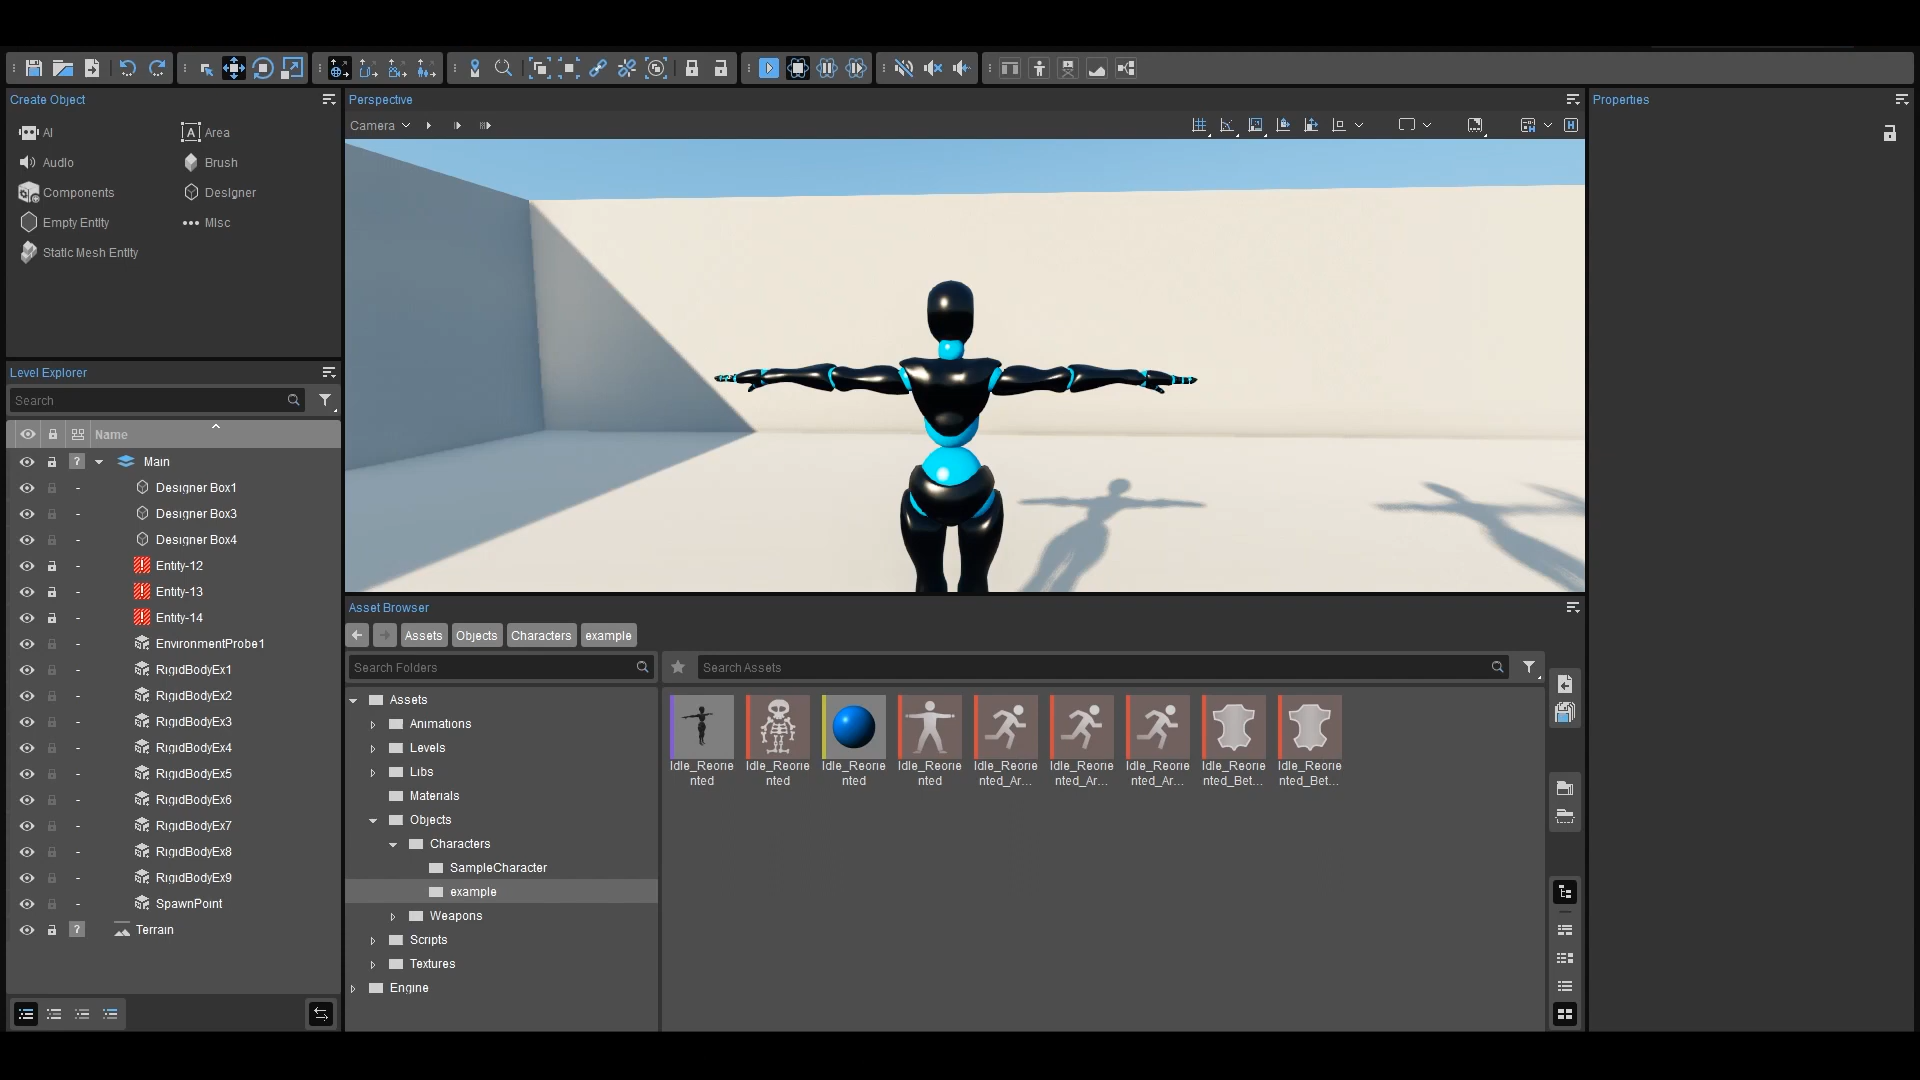 Create Object
AI
Area
Audio
Brush
Components
Designer
Empty Entity
Misc
Static Mesh Entity
Level Explorer
Search
Name
Main
Designer Box1
Designer Box3
Designer Box4
Entity-12
Entity-13
Entity-14
EnvironmentProbe1
RigidBodyEx1
RigidBodyEx2
RigidBodyEx3
RigidBodyEx4
RigidBodyEx5
RigidBodyEx6
RigidBodyEx7
RigidBodyEx8
RigidBodyEx9
SpawnPoint
Terrain
Perspective
Camera
Asset Browser
Assets
Objects
Characters
example
Search Folders
Search Assets
Assets
Animations
Levels
Libs
Materials
Objects
Characters
SampleCharacter
example
Weapons
Scripts
Textures
Engine
Idle_Reorie
nted
Idle_Reorie
nted
Idle_Reorie
nted
Idle_Reorie
nted
Idle_Reorie
nted_Ar...
Idle_Reorie
nted_Ar...
Idle_Reorie
nted_Ar...
Idle_Reorie
nted_Bet...
Idle_Reorie
nted_Bet...
Properties